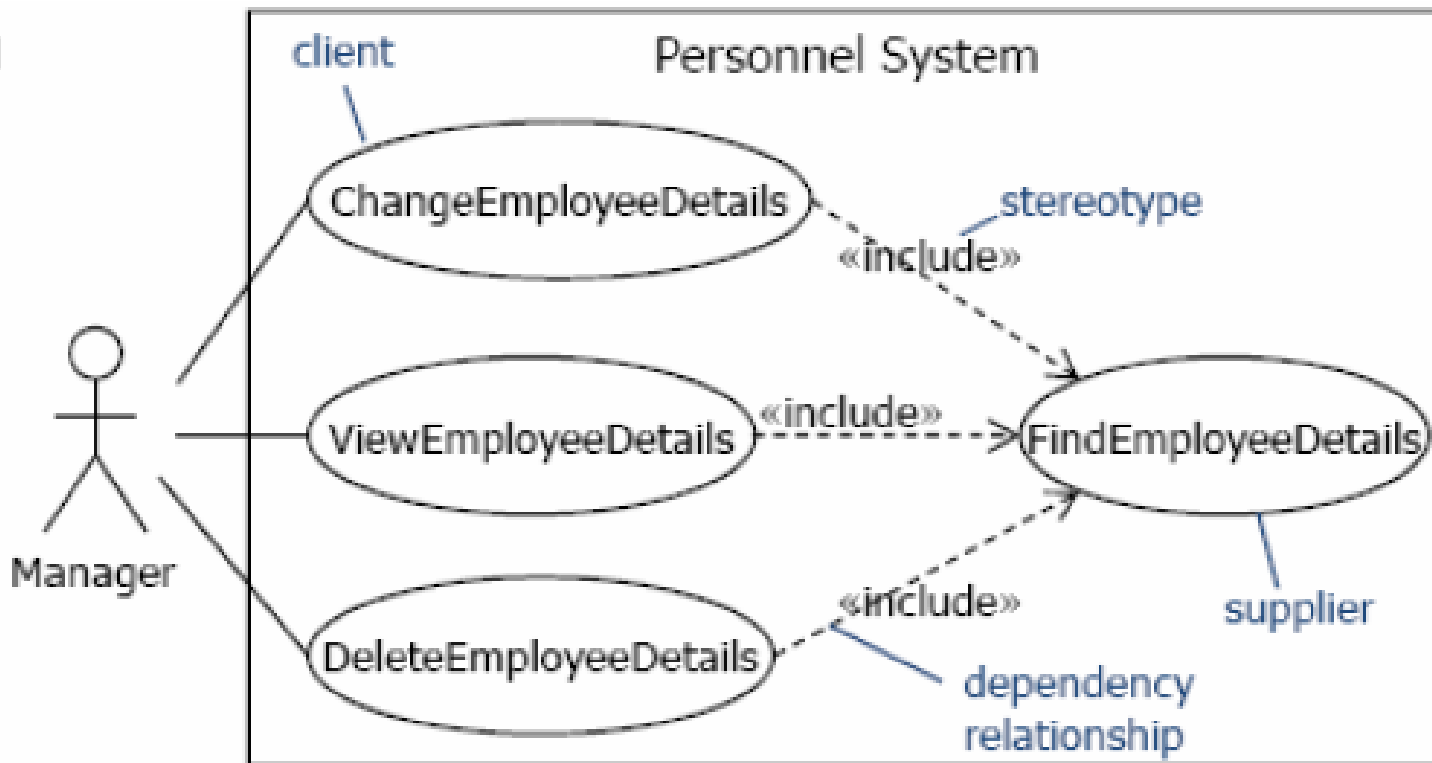 client
Personnel System
ChangeEmployeeDetails
stereotype
«include»
ViewEmployeeDetails
«include»
FindEmployeeDetails
Manager
DeleteEmployeeDetails
«include»
supplier
dependency
relationship